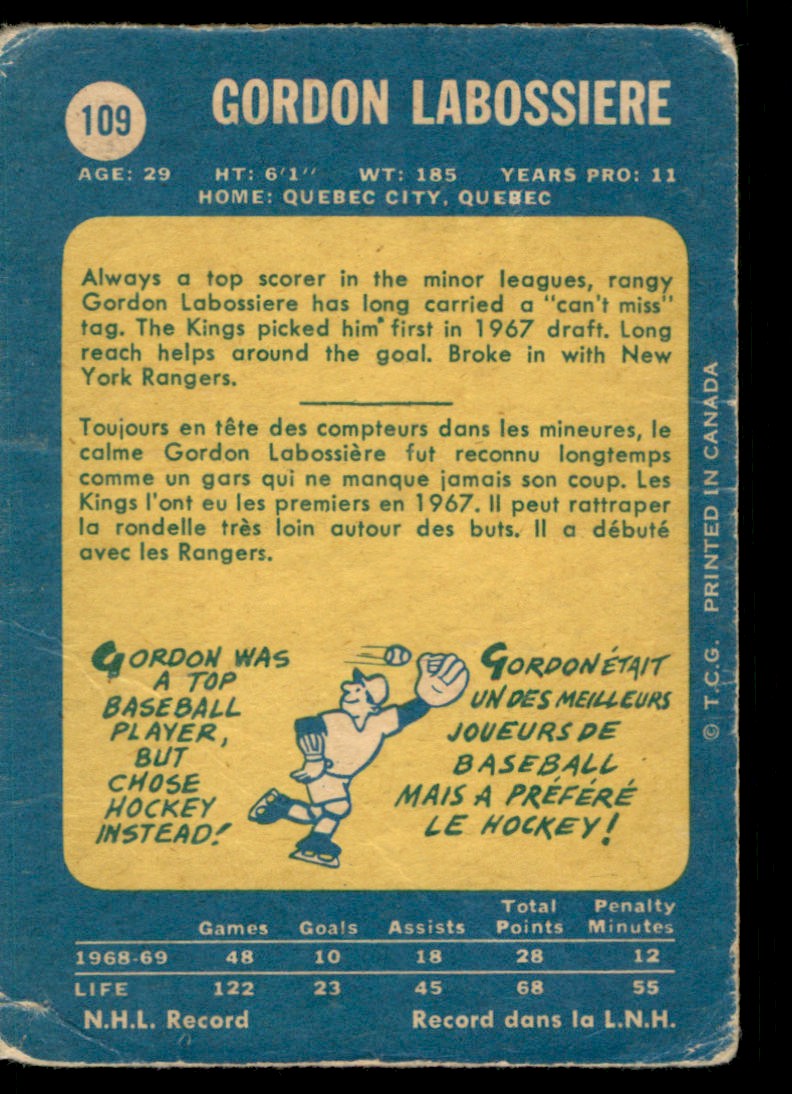 109
GORDON LABOSSIERE
AGE: 29 HT: 6'1" WT: 185 YEARS PRO: 11
HOME: QUEBEC CITY, QUEBEC
Always a top scorer in the minor leagues, rangy
Gordon Labossiere has long carried a "can't miss"
tag. The Kings picked him first in 1967 draft. Long
reach helps around the goal. Broke in with New
York Rangers.
Toujours en tête des compteurs dans les mineures, le
calme Gordon Labossière fut reconnu longtemps
comme un gars qui ne manque jamais son coup. Les
Kings l'ont eu les premiers en 1967. Il peut rattraper
la rondelle très loin autour des buts. Il a débuté
avec les Rangers.
GORDON WAS
A TOP
BASEBALL
PLAYER,
BUT
CHOSE
HOCKEY
INSTEAD!
GORDON ÉTAIT
UN DES MEILLEURS
JOUEURS DE
BASEBALL
MAIS A PRÉFÉRÉ
LE HOCKEY!
© T.C.G. PRINTED IN CANADA
Games Goals Assists Total Points Penalty Minutes
1968-69 48 10 18 28 12
LIFE 122 23 45 68 55
N.H.L. Record Record dans la L.N.H.